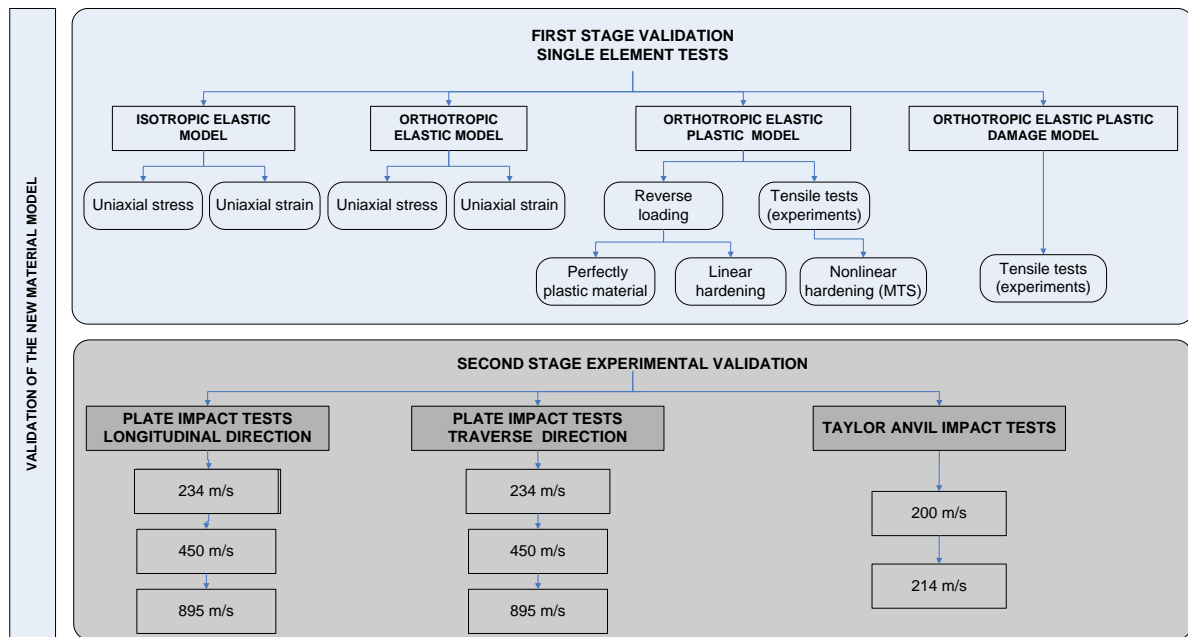 VALIDATION OF THE NEW MATERIAL MODEL
FIRST STAGE VALIDATION
SINGLE ELEMENT TESTS
ISOTROPIC ELASTIC
MODEL
ORTHOTROPIC
ELASTIC MODEL
ORTHOTROPIC ELASTIC
PLASTIC MODEL
ORTHOTROPIC ELASTIC PLASTIC
DAMAGE MODEL
Uniaxial stress
Uniaxial strain
Uniaxial stress
Uniaxial strain
Reverse
loading
Tensile tests
(experiments)
Perfectly
plastic material
Linear
hardening
Nonlinear
hardening (MTS)
Tensile tests
(experiments)
SECOND STAGE EXPERIMENTAL VALIDATION
PLATE IMPACT TESTS
LONGITUDINAL DIRECTION
PLATE IMPACT TESTS
TRAVERSE DIRECTION
TAYLOR ANVIL IMPACT TESTS
234 m/s
450 m/s
895 m/s
234 m/s
450 m/s
895 m/s
200 m/s
214 m/s